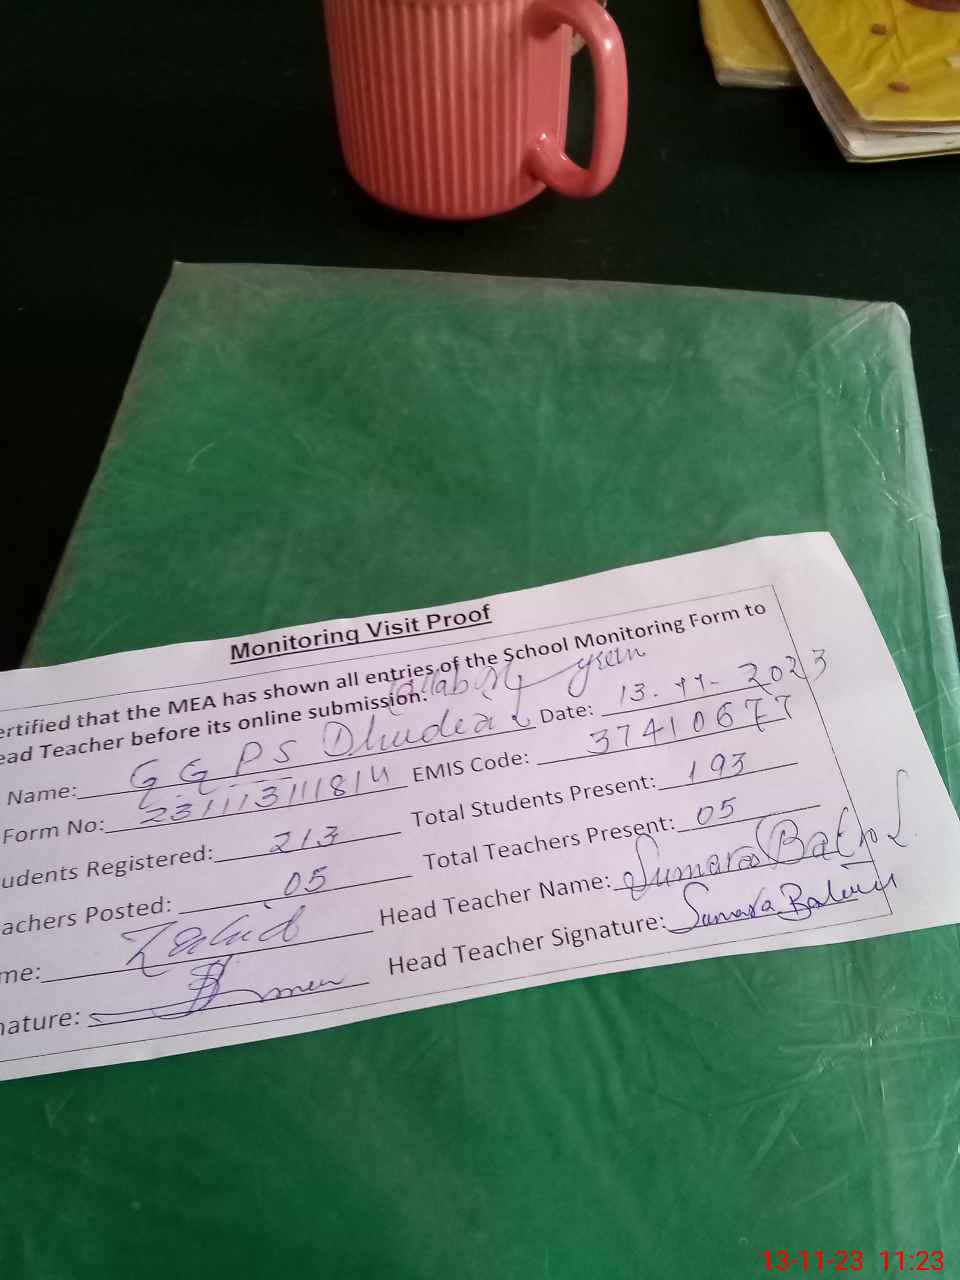 Monitoring Visit Proof
ertified that the MEA has shown all entries of the School Monitoring Form to
ead Teacher before its online submission.
Name: G G P S Dhudial Date: 13-11-2023
Form No: 231113111814 EMIS Code: 37410677
udents Registered: 213 Total Students Present: 193
achers Posted: 05 Total Teachers Present: 05
me: Zahid Head Teacher Name: Sumara Batool
nature: Head Teacher Signature: Sumara Batool
13-11-23 11:23